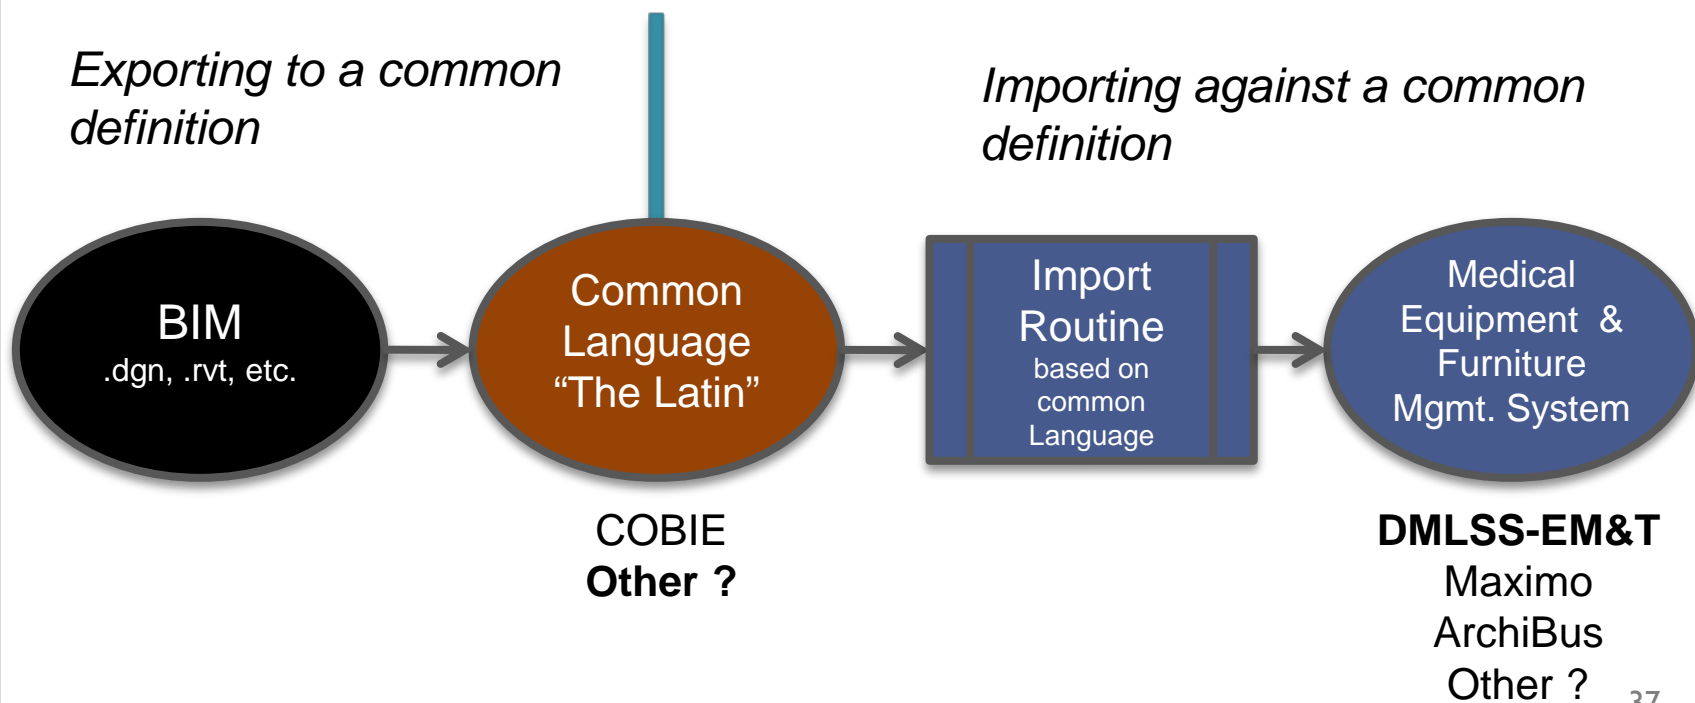 Exporting to a common
definition
Importing against a common
definition
BIM
.dgn, .rvt, etc.
Common
Language
“The Latin”
Import
Routine
based on
common
Language
Medical
Equipment &
Furniture
Mgmt. System
COBIE
Other ?
DMLSS-EM&T
Maximo
ArchiBus
Other ?
37